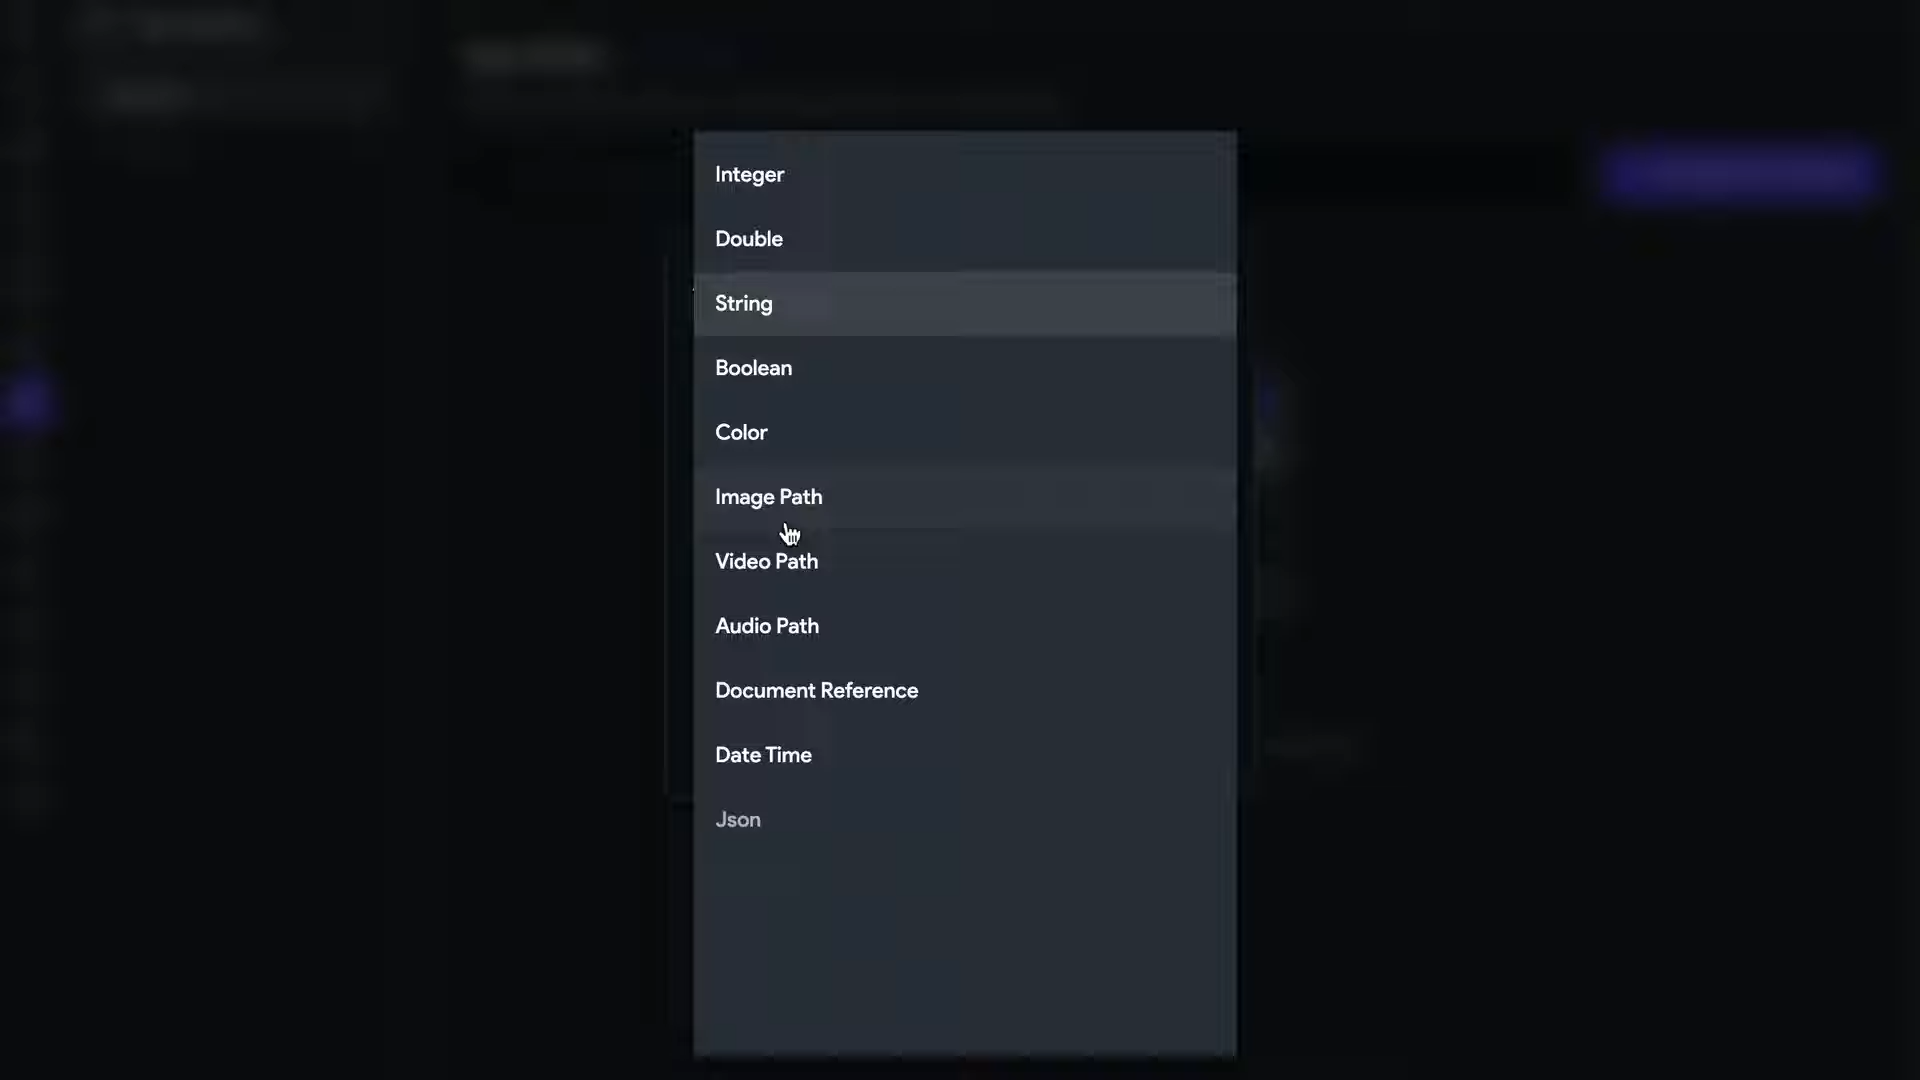 Integer
Double
String
Boolean
Color
Image Path
Video Path
Audio Path
Document Reference
Date Time
Json